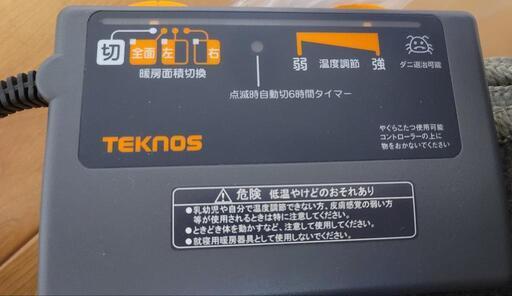 切 全面 左 右
暖房面積切換
点滅時自動切6時間タイマー
弱 温度調節 強
ダニ退治可能
TEKNOS
やぐらこたつ使用可能
コントローラーの上に
物をおかないでください。
危険 低温やけどのおそれあり
●乳幼児や自分で温度調節できない方、皮膚感覚の弱い方
等が使用されるときは特に注意してください。
●ときどき体を動かすなど、注意して使用してください。
●就寝用暖房器具として使用しないでください。